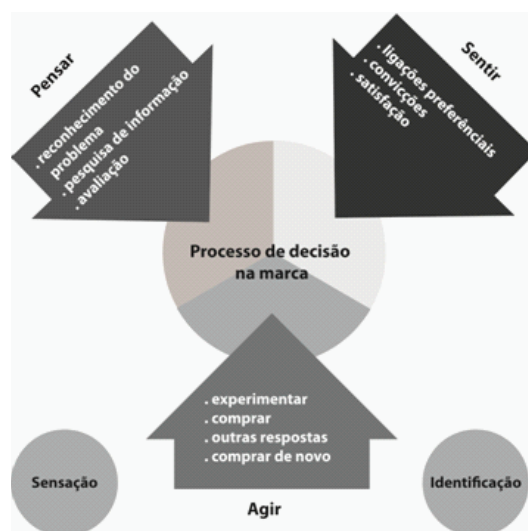 Pensar
. reconhecimento do
problema
. pesquisa de informação
. avaliação
Sentir
. ligações preferênciais
. convicções
. satisfação
Processo de decisão
na marca
. experimentar
. comprar
. outras respostas
. comprar de novo
Agir
Sensação
Identificação